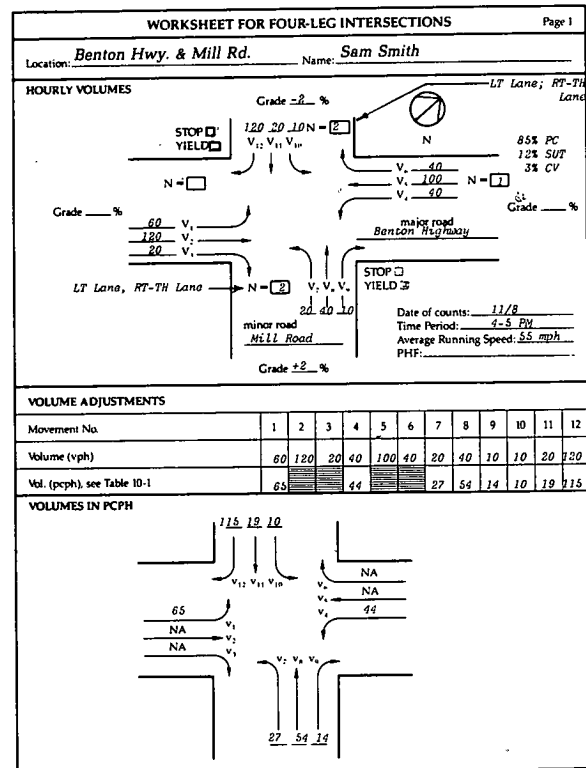 WORKSHEET FOR FOUR-LEG INTERSECTIONS Page 1
Location: Benton Hwy. & Mill Rd. Name: Sam Smith
HOURLY VOLUMES
LT Lane; RT-TH Lane
Grade -2 %
N
STOP
YIELD
120 20 10 N = 2
V12 V11 V10
85% PC
12% SUT
3% CV
N =
V6 40
V5 100 N = 1
V4 40
Grade %
Grade %
60 V1
120 V2
20 V3
major road
Banton Highway
LT Lane, RT-TH Lane N = 2
V7 V8 V9
20 40 10
STOP
YIELD
minor road
Mill Road
Date of counts: 11/8
Time Period: 4-5 PM
Average Running Speed: 55 mph
PHF:
Grade +2 %
VOLUME ADJUSTMENTS
Movement No. 1 2 3 4 5 6 7 8 9 10 11 12
Volume (vph) 60 120 20 40 100 40 20 40 10 10 20 120
Vol. (pcph), see Table 10-1 65 44 27 54 14 10 19 115
VOLUMES IN PCPH
115 19 10
V12 V11 V10
V6 NA
V5 NA
V4 44
65 V1
NA V2
NA V3
V7 V8 V9
27 54 14